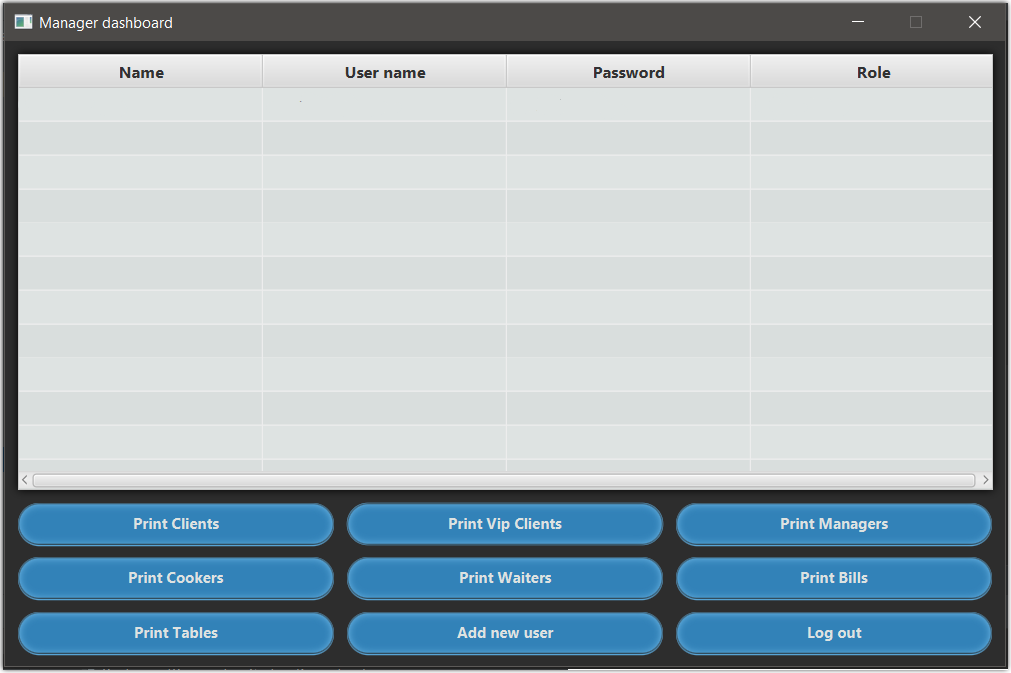 Manager dashboard
Name User name Password Role
Print Clients Print Vip Clients Print Managers
Print Cookers Print Waiters Print Bills
Print Tables Add new user Log out